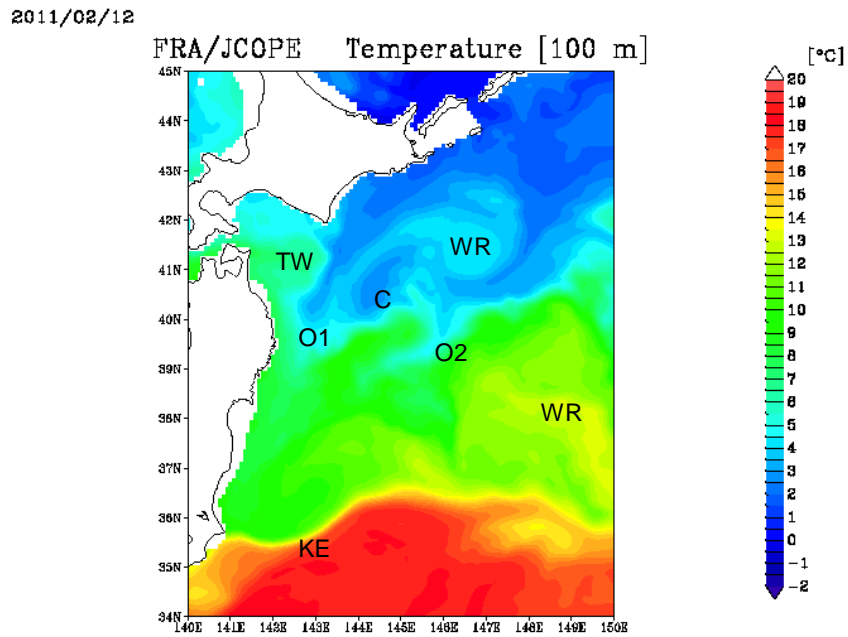 2011/02/12
FRA/JCOPE Temperature [100 m]
[°C]
45N
44N
43N
42N
41N
40N
39N
38N
37N
36N
35N
34N
140E 141E 142E 143E 144E 145E 146E 147E 148E 149E 150E
TW
WR
C
O1
O2
WR
KE
20
19
18
17
16
15
14
13
12
11
10
9
8
7
6
5
4
3
2
1
0
-1
-2